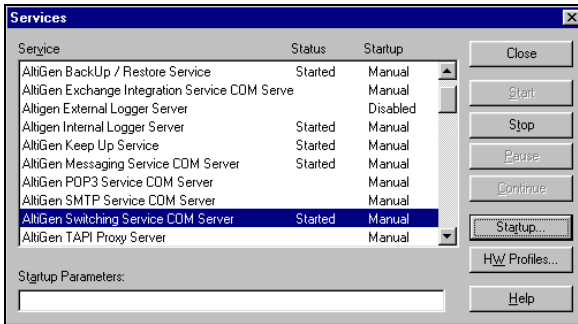 Services
Service Status Startup
AltiGen BackUp / Restore Service Started Manual
AltiGen Exchange Integration Service COM Serve Manual
Altigen External Logger Server Disabled
Altigen Internal Logger Server Started Manual
AltiGen Keep Up Service Started Manual
AltiGen Messaging Service COM Server Started Manual
AltiGen POP3 Service COM Server Manual
AltiGen SMTP Service COM Server Manual
AltiGen Switching Service COM Server Started Manual
AltiGen TAPI Proxy Server Manual
Startup Parameters:
Close
Start
Stop
Pause
Continue
Startup...
HW Profiles...
Help